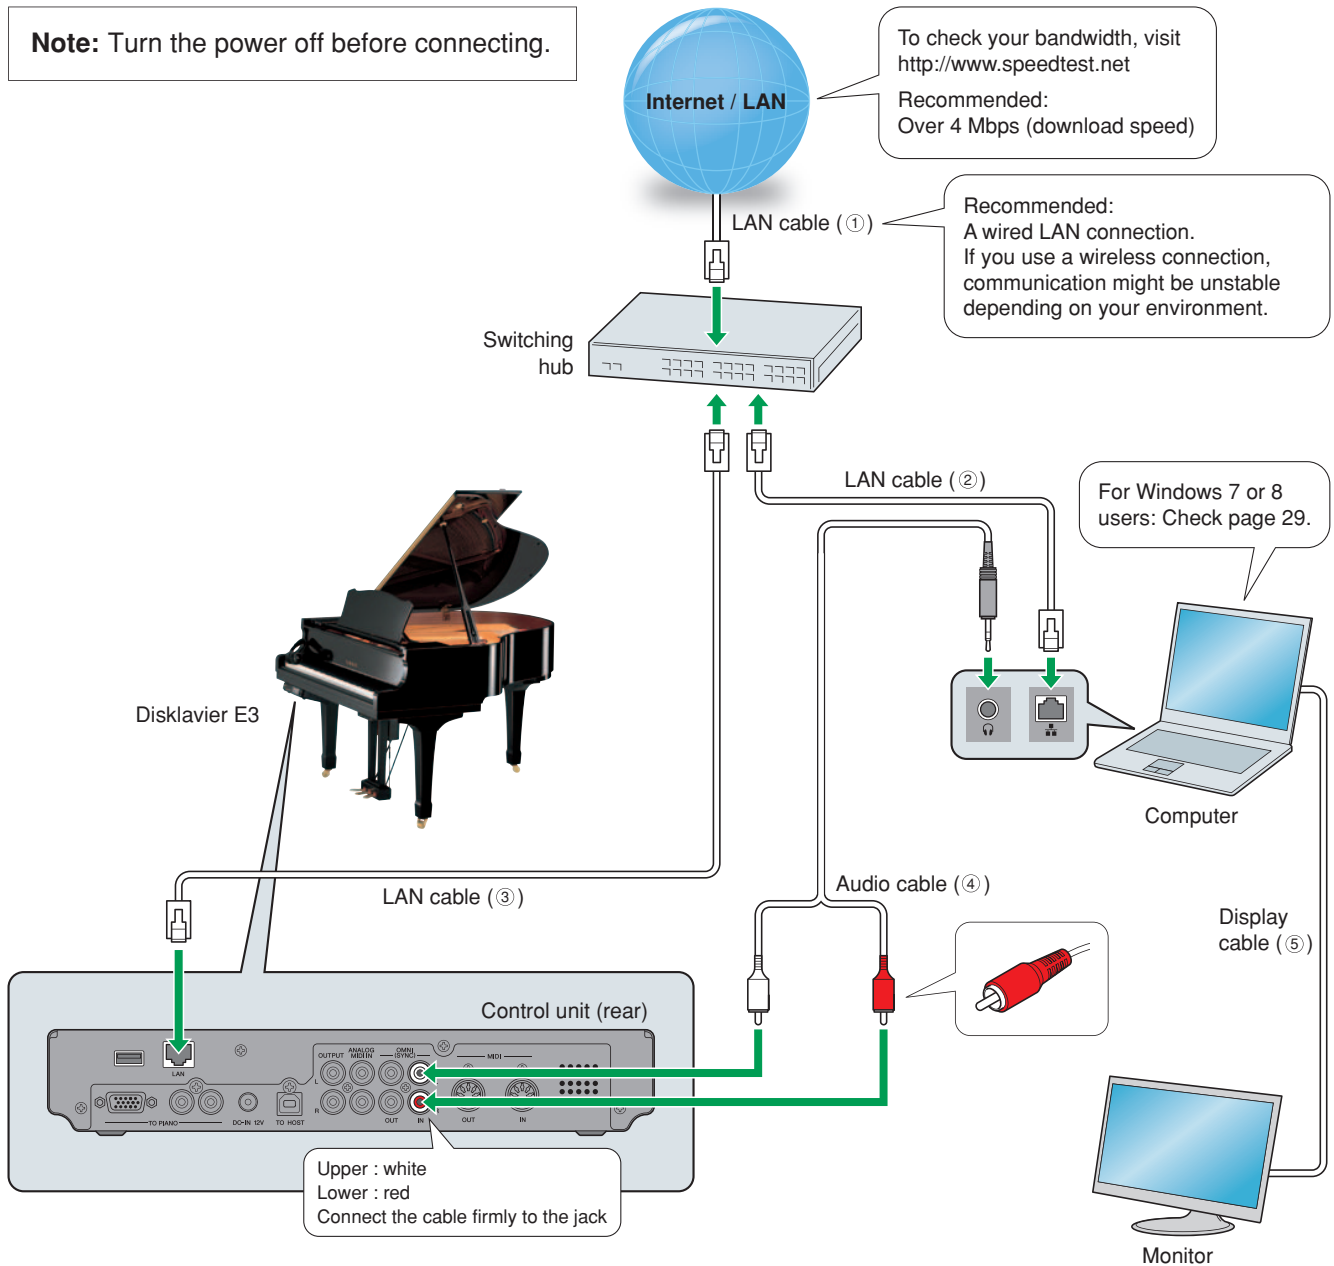 Note: Turn the power off before connecting.
Internet / LAN
To check your bandwidth, visit
http://www.speedtest.net
Recommended:
Over 4 Mbps (download speed)
LAN cable (①)
Recommended:
A wired LAN connection.
If you use a wireless connection,
communication might be unstable
depending on your environment.
Switching
hub
LAN cable (②)
For Windows 7 or 8
users: Check page 29.
Disklavier E3
Computer
LAN cable (③)
Audio cable (④)
Display
cable (⑤)
Control unit (rear)
LAN
OUTPUT
ANALOG
MIDI IN
OMNI
(SYNC)
MIDI
L
R
TO PIANO
DC-IN 12V
TO HOST
OUT
IN
OUT
IN
Upper : white
Lower : red
Connect the cable firmly to the jack
Monitor